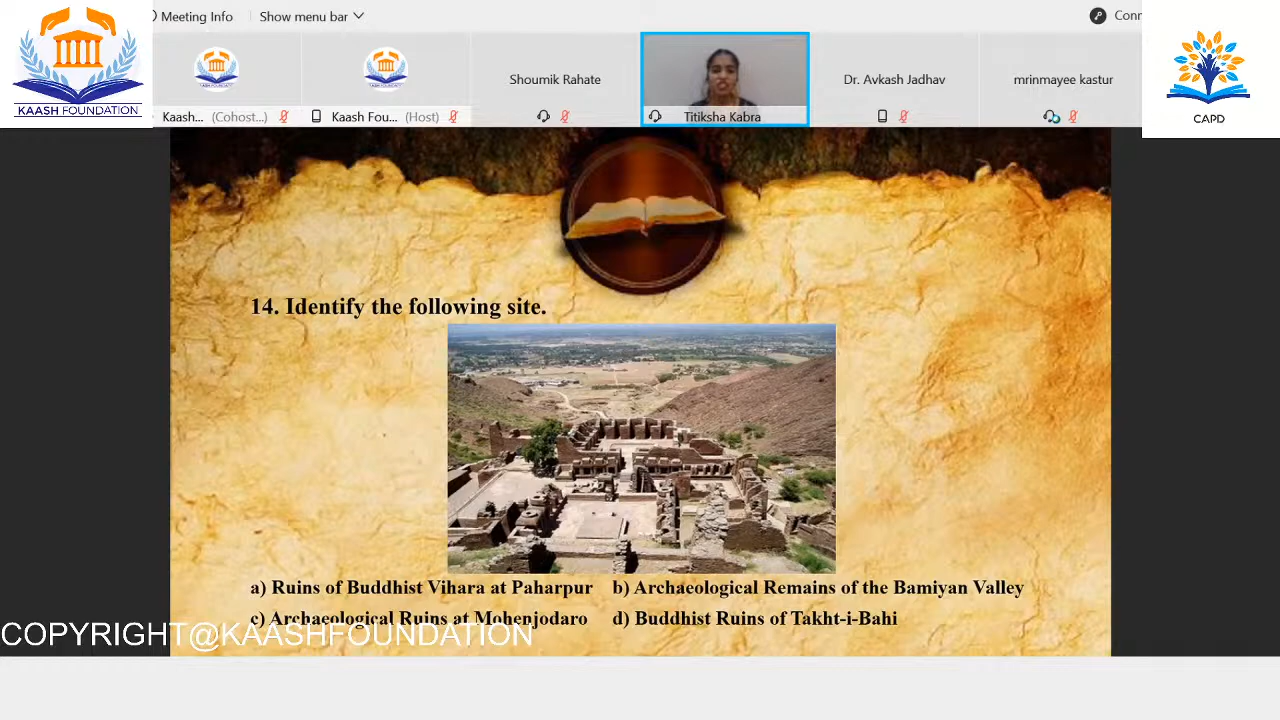 Meeting Info
Show menu bar
Conn
KAASH FOUNDATION
Kaash... (Cohost...)
Kaash Fou... (Host)
Shoumik Rahate
Titiksha Kabra
Dr. Avkash Jadhav
mrinmayee kastur
CAPD
14. Identify the following site.
a) Ruins of Buddhist Vihara at Paharpur
b) Archaeological Remains of the Bamiyan Valley
c) Archaeological Ruins at Mohenjodaro
d) Buddhist Ruins of Takht-i-Bahi
COPYRIGHT@KAASHFOUNDATION